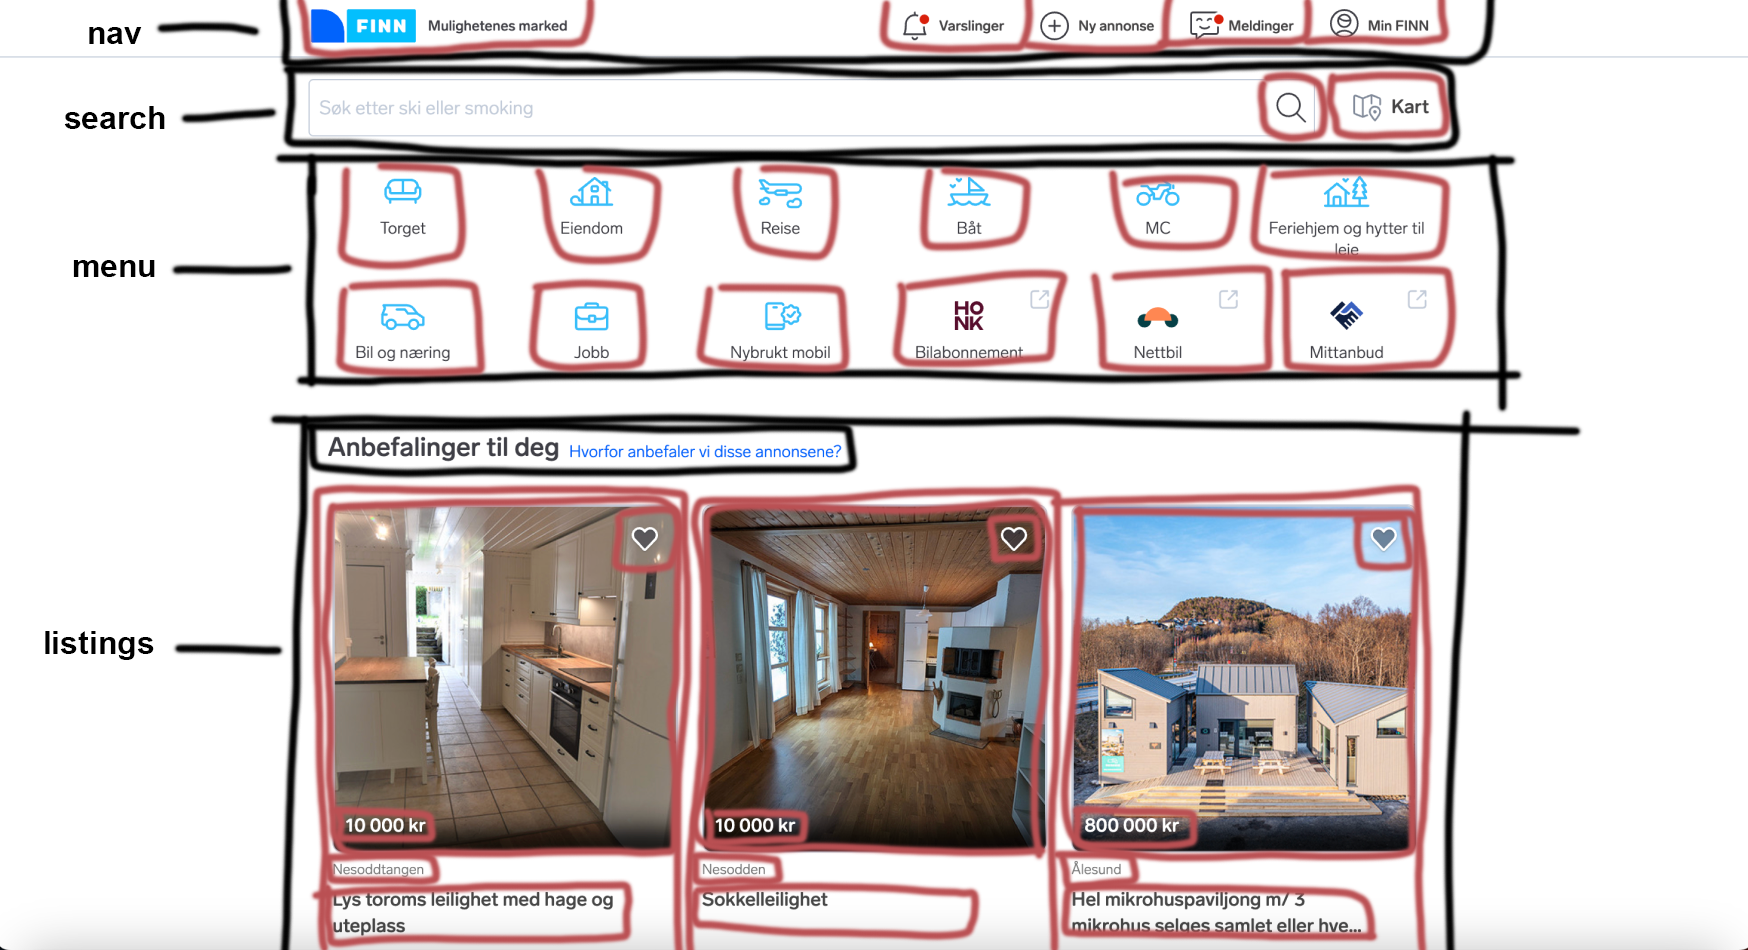 nav
FINN Mulighetenes marked Varslinger Ny annonse Meldinger Min FINN
search
Søk etter ski eller smoking Kart
menu
Torget Eiendom Reise Båt MC Feriehjem og hytter til
leie
HO
NK
Bil og næring Jobb Nybrukt mobil Bilabonnement Nettbil Mittanbud
listings
Anbefalinger til deg Hvorfor anbefaler vi disse annonsene?
10 000 kr 10 000 kr 800 000 kr
Nesoddtangen Nesodden Ålesund
Lys toroms leilighet med hage og
uteplass
Sokkelleilighet
Hel mikrohuspaviljong m/ 3
mikrohus selges samlet eller hve...